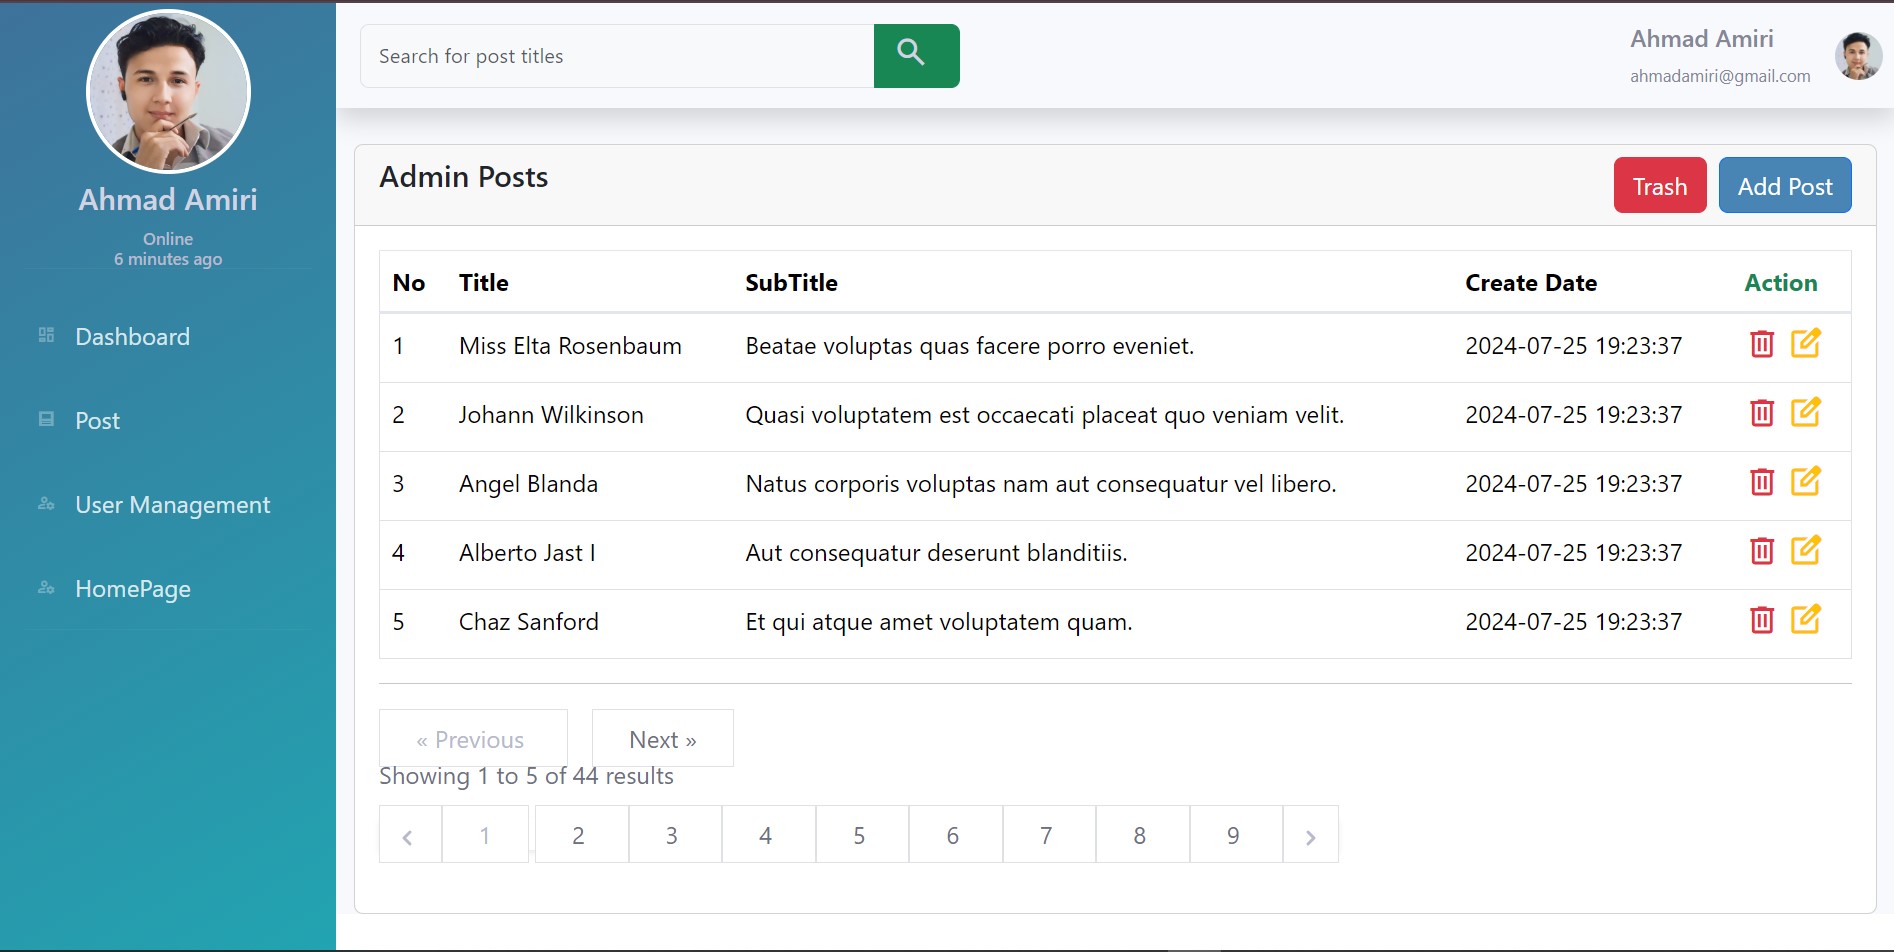 Ahmad Amiri
Online
6 minutes ago
Dashboard
Post
User Management
HomePage
Search for post titles
Ahmad Amiri
ahmadamiri@gmail.com
Admin Posts
Trash Add Post
No Title SubTitle Create Date Action
1 Miss Elta Rosenbaum Beatae voluptas quas facere porro eveniet. 2024-07-25 19:23:37
2 Johann Wilkinson Quasi voluptatem est occaecati placeat quo veniam velit. 2024-07-25 19:23:37
3 Angel Blanda Natus corporis voluptas nam aut consequatur vel libero. 2024-07-25 19:23:37
4 Alberto Jast I Aut consequatur deserunt blanditiis. 2024-07-25 19:23:37
5 Chaz Sanford Et qui atque amet voluptatem quam. 2024-07-25 19:23:37
« Previous Next »
Showing 1 to 5 of 44 results
‹ 1 2 3 4 5 6 7 8 9 ›